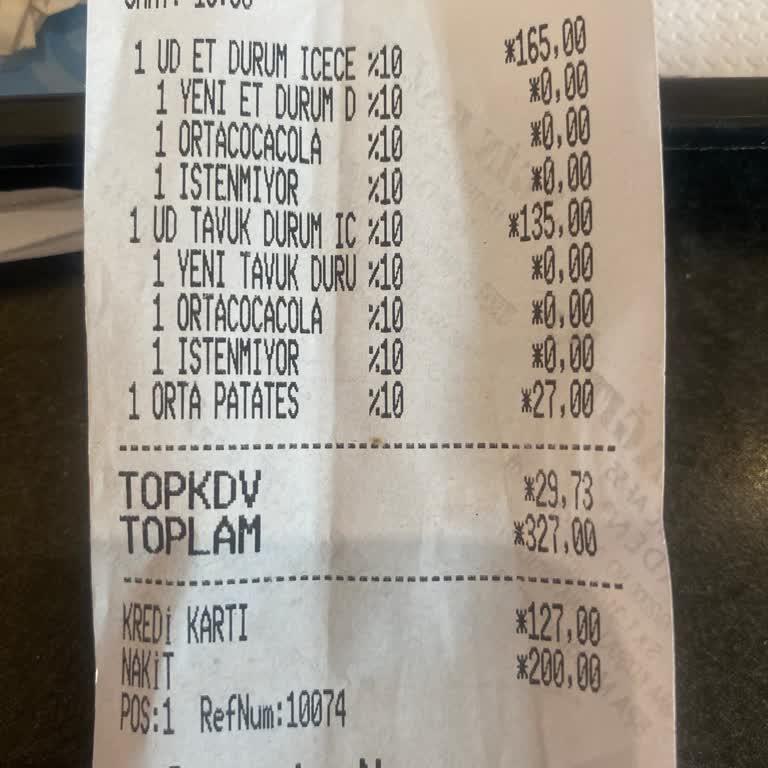 1 UD ET DURUM ICECE %10 *165,00
1 YENI ET DURUM D %10 *0,00
1 ORTACOCACOLA %10 *0,00
1 ISTENMIYOR %10 *0,00
1 UD TAVUK DURUM IC %10 *135,00
1 YENI TAVUK DURU %10 *0,00
1 ORTACOCACOLA %10 *0,00
1 ISTENMIYOR %10 *0,00
1 ORTA PATATES %10 *27,00
TOPKDV *29,73
TOPLAM *327,00
KREDİ KARTI *127,00
NAKİT *200,00
POS:1 RefNum:10074